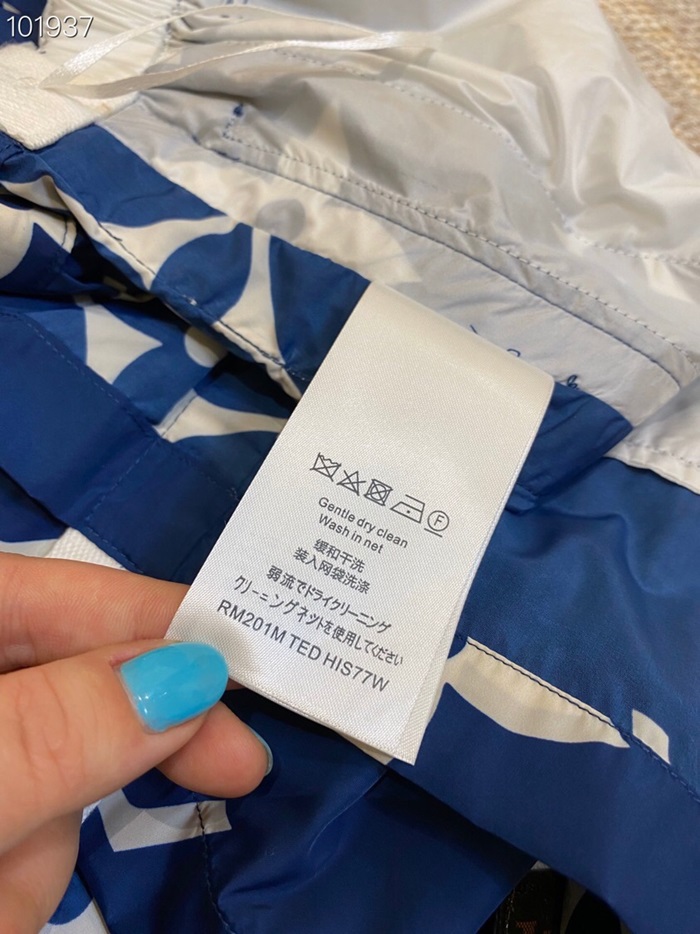 101937
Gentle dry clean
Wash in net
缓和干洗
装入网袋洗涤
弱流でドライクリーニング
クリーニングネットを使用してください
RM201M TED HIS77W